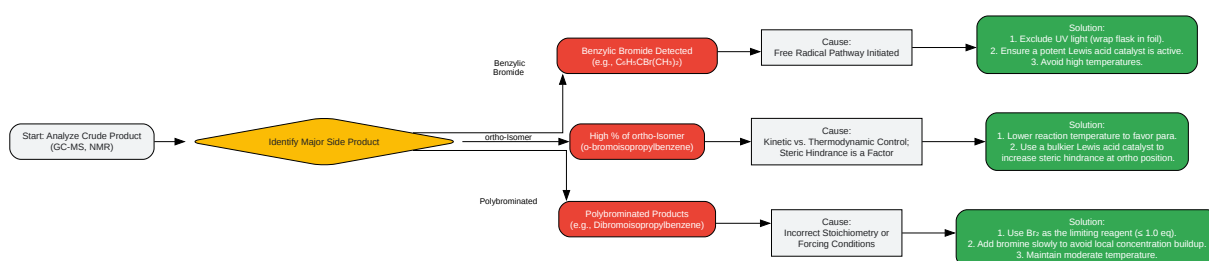 Start: Analyze Crude Product
(GC-MS, NMR)
Identify Major Side Product
Benzylic
Bromide
ortho-Isomer
Polybrominated
Benzylic Bromide Detected
(e.g., C₆H₅CBr(CH₃)₂)
Cause:
Free Radical Pathway Initiated
Solution:
1. Exclude UV light (wrap flask in foil).
2. Ensure a potent Lewis acid catalyst is active.
3. Avoid high temperatures.
High % of ortho-Isomer
(o-bromoisopropylbenzene)
Cause:
Kinetic vs. Thermodynamic Control;
Steric Hindrance is a Factor
Solution:
1. Lower reaction temperature to favor para.
2. Use a bulkier Lewis acid catalyst to
increase steric hindrance at ortho position.
Polybrominated Products
(e.g., Dibromoisopropylbenzene)
Cause:
Incorrect Stoichiometry or
Forcing Conditions
Solution:
1. Use Br₂ as the limiting reagent (≤ 1.0 eq).
2. Add bromine slowly to avoid local concentration buildup.
3. Maintain moderate temperature.